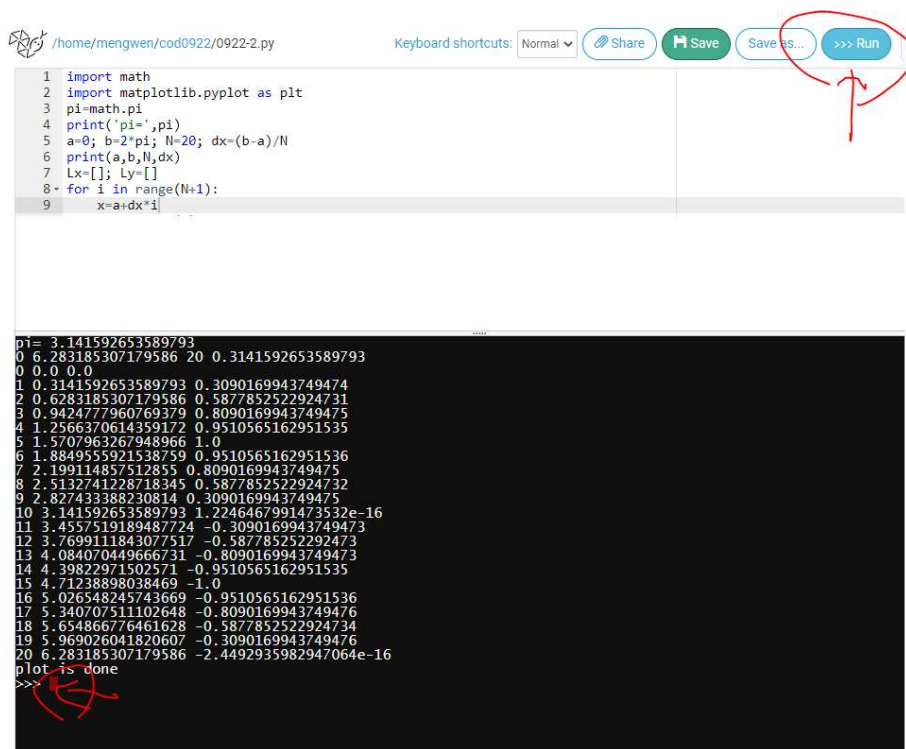 /home/mengwen/cod0922/0922-2.py Keyboard shortcuts: Normal Share Save Save as... >>> Run
1 import math
2 import matplotlib.pyplot as plt
3 pi=math.pi
4 print('pi=',pi)
5 a=0; b=2*pi; N=20; dx=(b-a)/N
6 print(a,b,N,dx)
7 Lx=[]; Ly=[]
8 for i in range(N+1):
9 x=a+dx*i
pi= 3.141592653589793
0 6.283185307179586 20 0.3141592653589793
0 0.0 0.0
1 0.3141592653589793 0.3090169943749474
2 0.6283185307179586 0.5877852522924731
3 0.9424777960769379 0.8090169943749475
4 1.2566370614359172 0.9510565162951535
5 1.5707963267948966 1.0
6 1.8849555921538759 0.9510565162951536
7 2.199114857512855 0.8090169943749475
8 2.5132741228718345 0.5877852522924732
9 2.827433388230814 0.3090169943749475
10 3.141592653589793 1.2246467991473532e-16
11 3.4557519189487724 -0.3090169943749473
12 3.7699111843077517 -0.587785252292473
13 4.084070449666731 -0.8090169943749473
14 4.39822971502571 -0.9510565162951535
15 4.71238898038469 -1.0
16 5.026548245743669 -0.9510565162951536
17 5.340707511102648 -0.8090169943749476
18 5.654866776461628 -0.5877852522924734
19 5.969026041820607 -0.3090169943749476
20 6.283185307179586 -2.4492935982947064e-16
plot is done
>>>